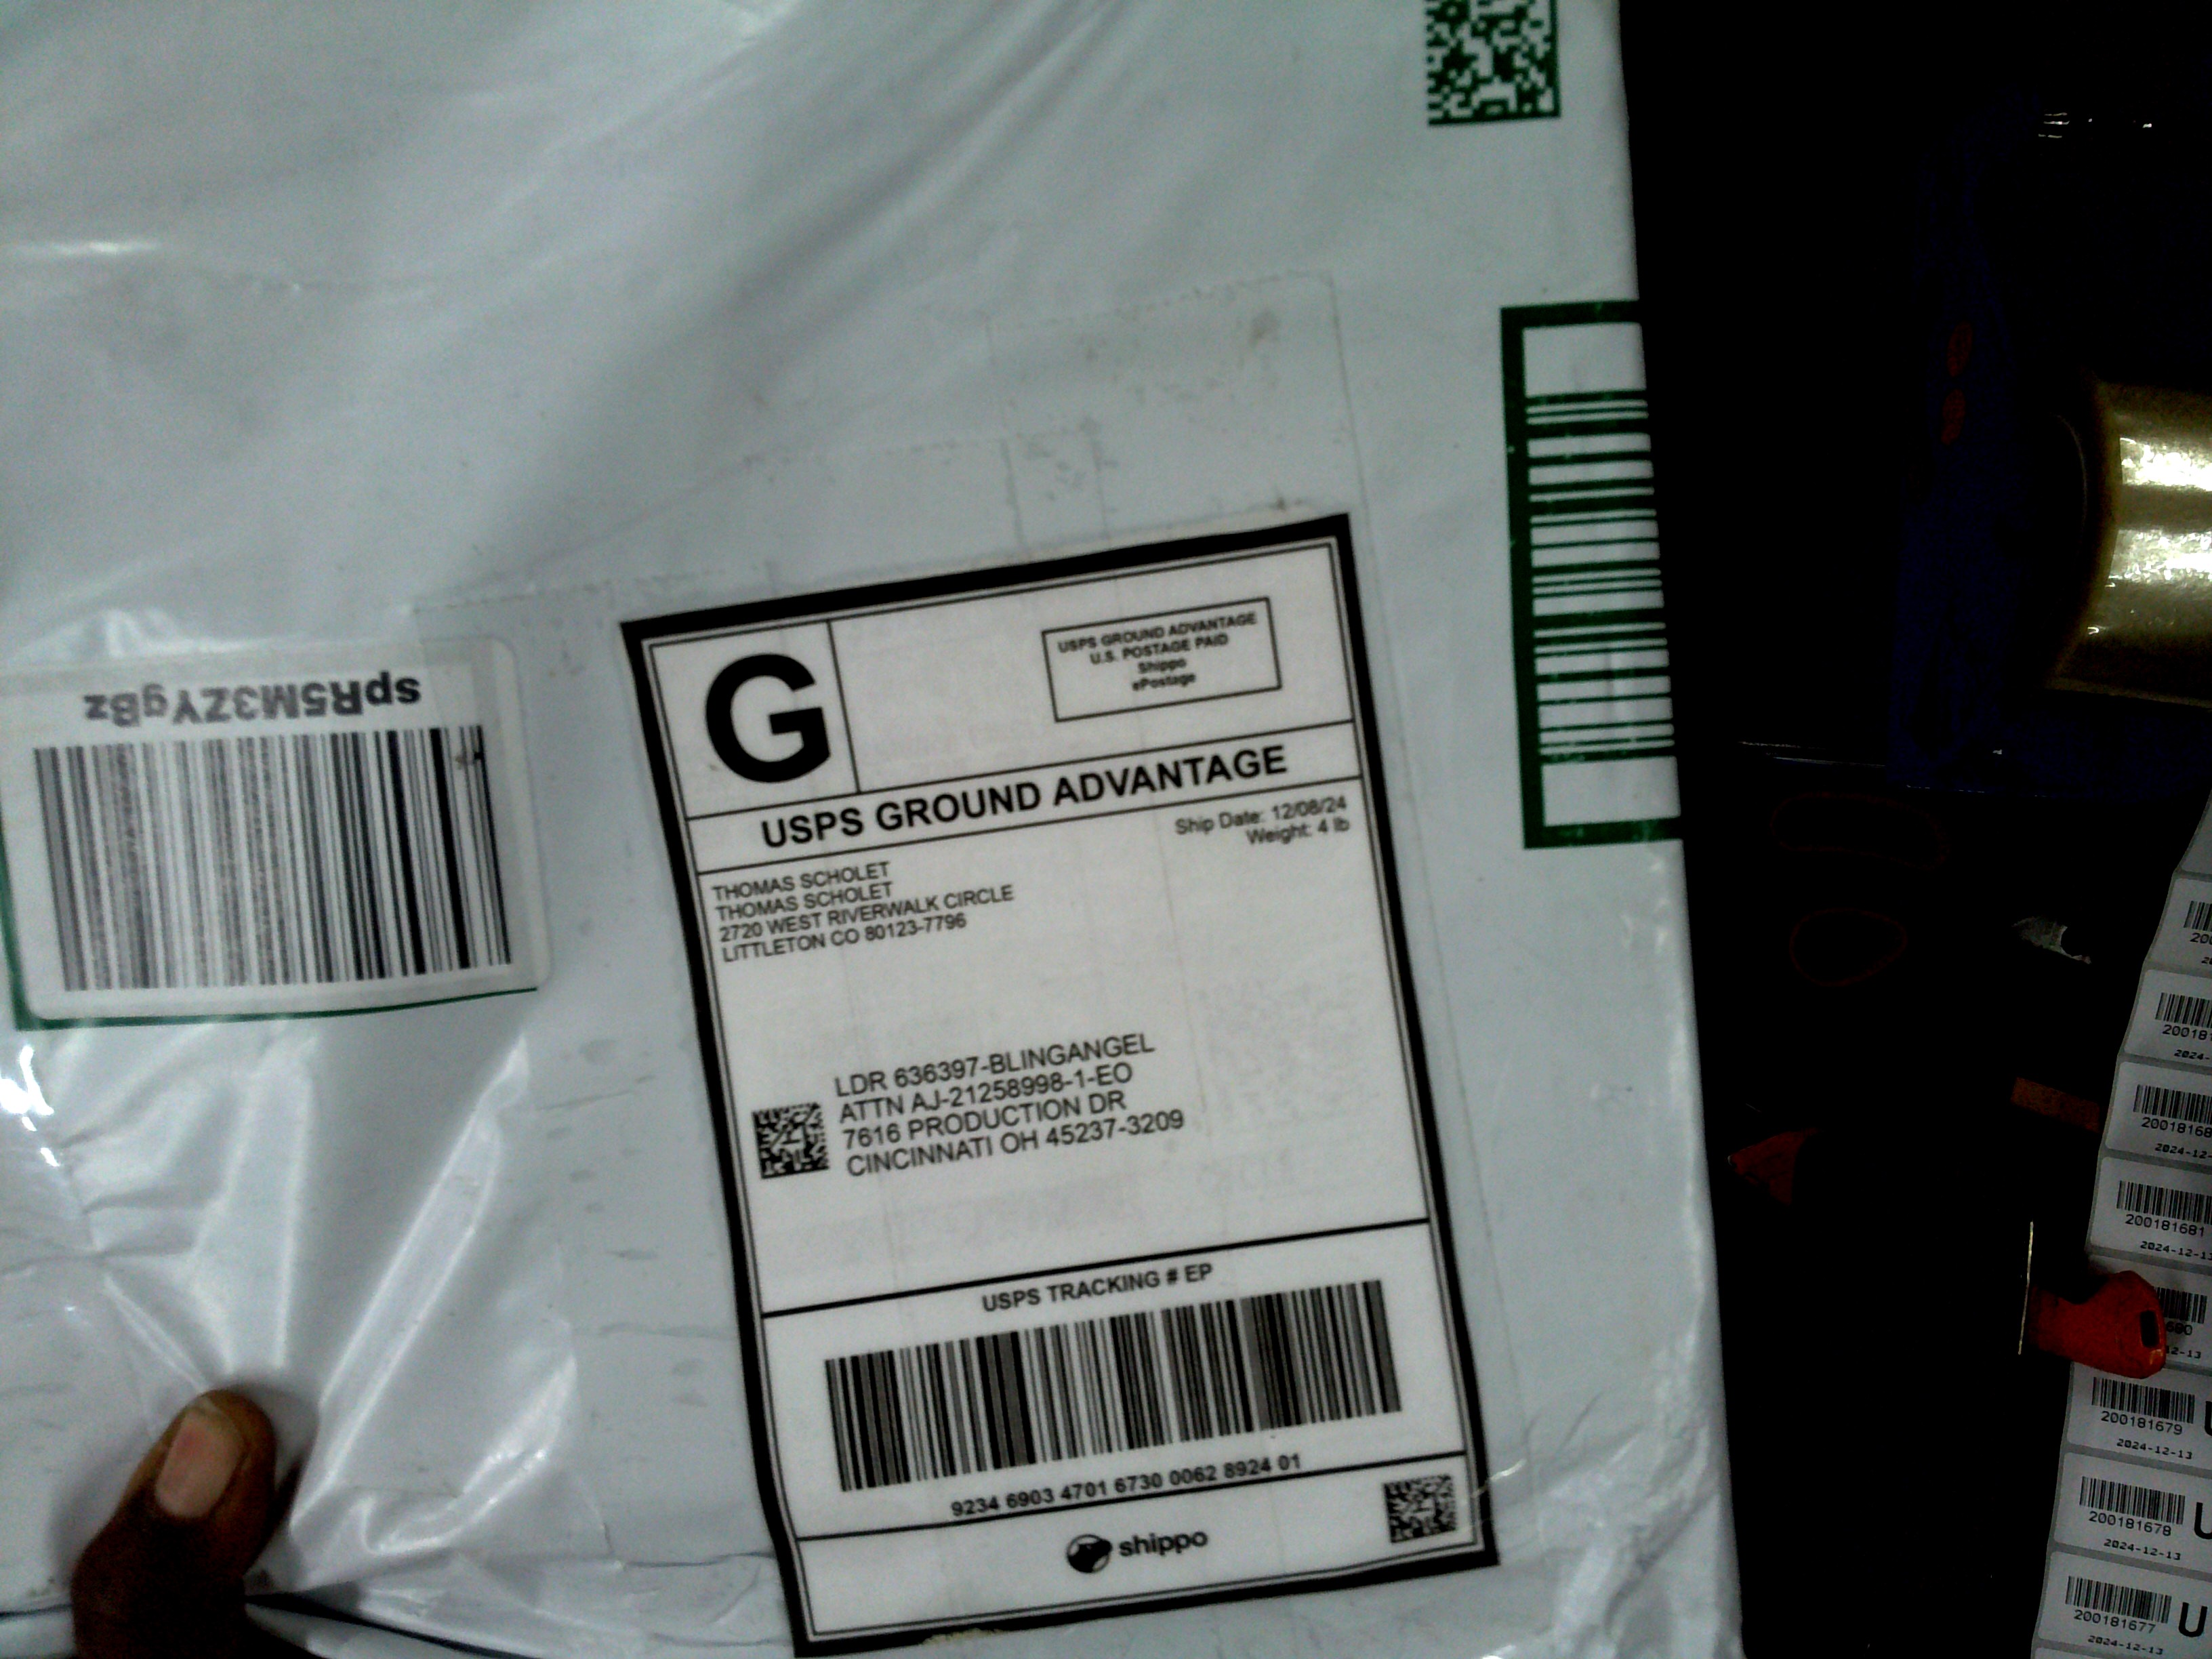 spR5M3ZYgBz
G
USPS GROUND ADVANTAGE
U.S. POSTAGE PAID
Shippo
ePostage
USPS GROUND ADVANTAGE
Ship Date: 12/08/24
Weight: 4 lb
THOMAS SCHOLET
THOMAS SCHOLET
2720 WEST RIVERWALK CIRCLE
LITTLETON CO 80123-7796
LDR 636397-BLINGANGEL
ATTN AJ-21258998-1-EO
7616 PRODUCTION DR
CINCINNATI OH 45237-3209
USPS TRACKING # EP
9234 6903 4701 6730 0062 8924 01
shippo
200181681
200181679
2024-12-13
200181678
2024-12-13
200181677
2024-12-13